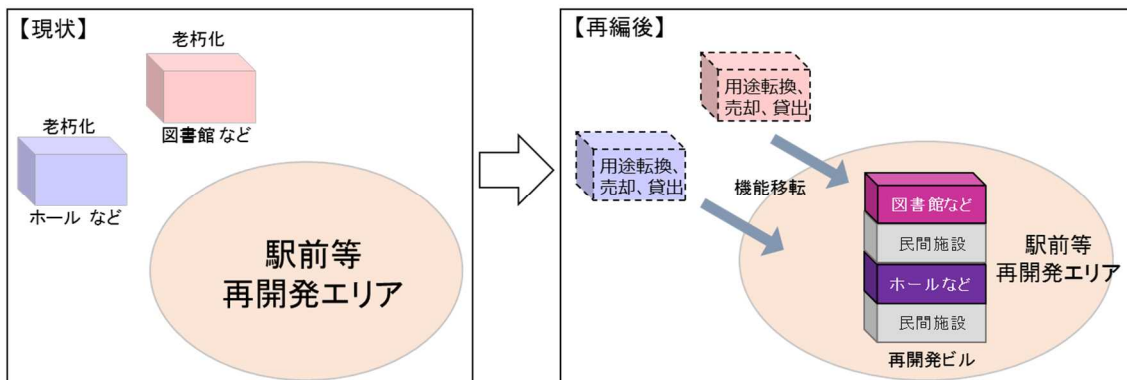 【現状】
老朽化
図書館 など
老朽化
ホール など
駅前等
再開発エリア
【再編後】
用途転換、
売却、貸出
用途転換、
売却、貸出
機能移転
図書館など
民間施設
ホールなど
民間施設
再開発ビル
駅前等
再開発エリア